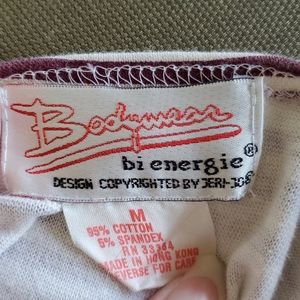 Bodywear
bi energie®
DESIGN COPYRIGHTED BY JERI-JO®
M
95% COTTON
5% SPANDEX
RN 33264
MADE IN HONG KONG
REVERSE FOR CARE